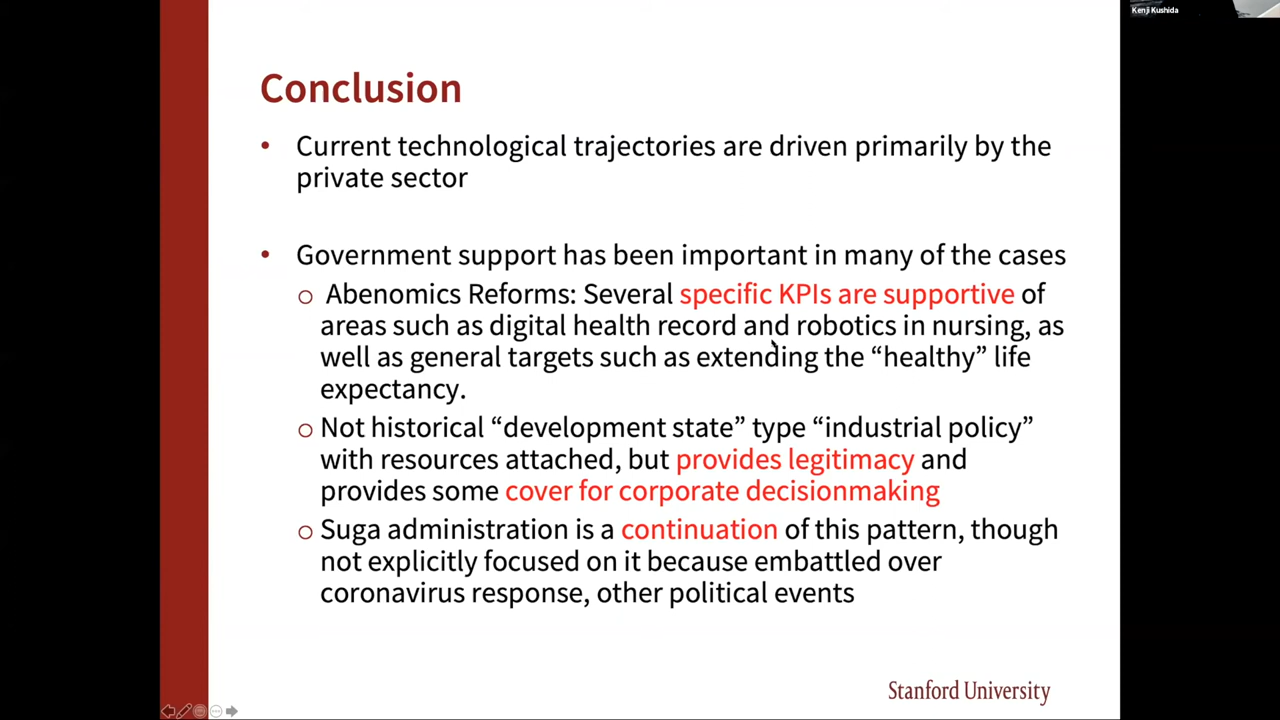 Kenji Kushida
Conclusion
• Current technological trajectories are driven primarily by the
private sector
• Government support has been important in many of the cases
o Abenomics Reforms: Several specific KPIs are supportive of
areas such as digital health record and robotics in nursing, as
well as general targets such as extending the “healthy” life
expectancy.
o Not historical “development state” type “industrial policy”
with resources attached, but provides legitimacy and
provides some cover for corporate decisionmaking
o Suga administration is a continuation of this pattern, though
not explicitly focused on it because embattled over
coronavirus response, other political events
Stanford University